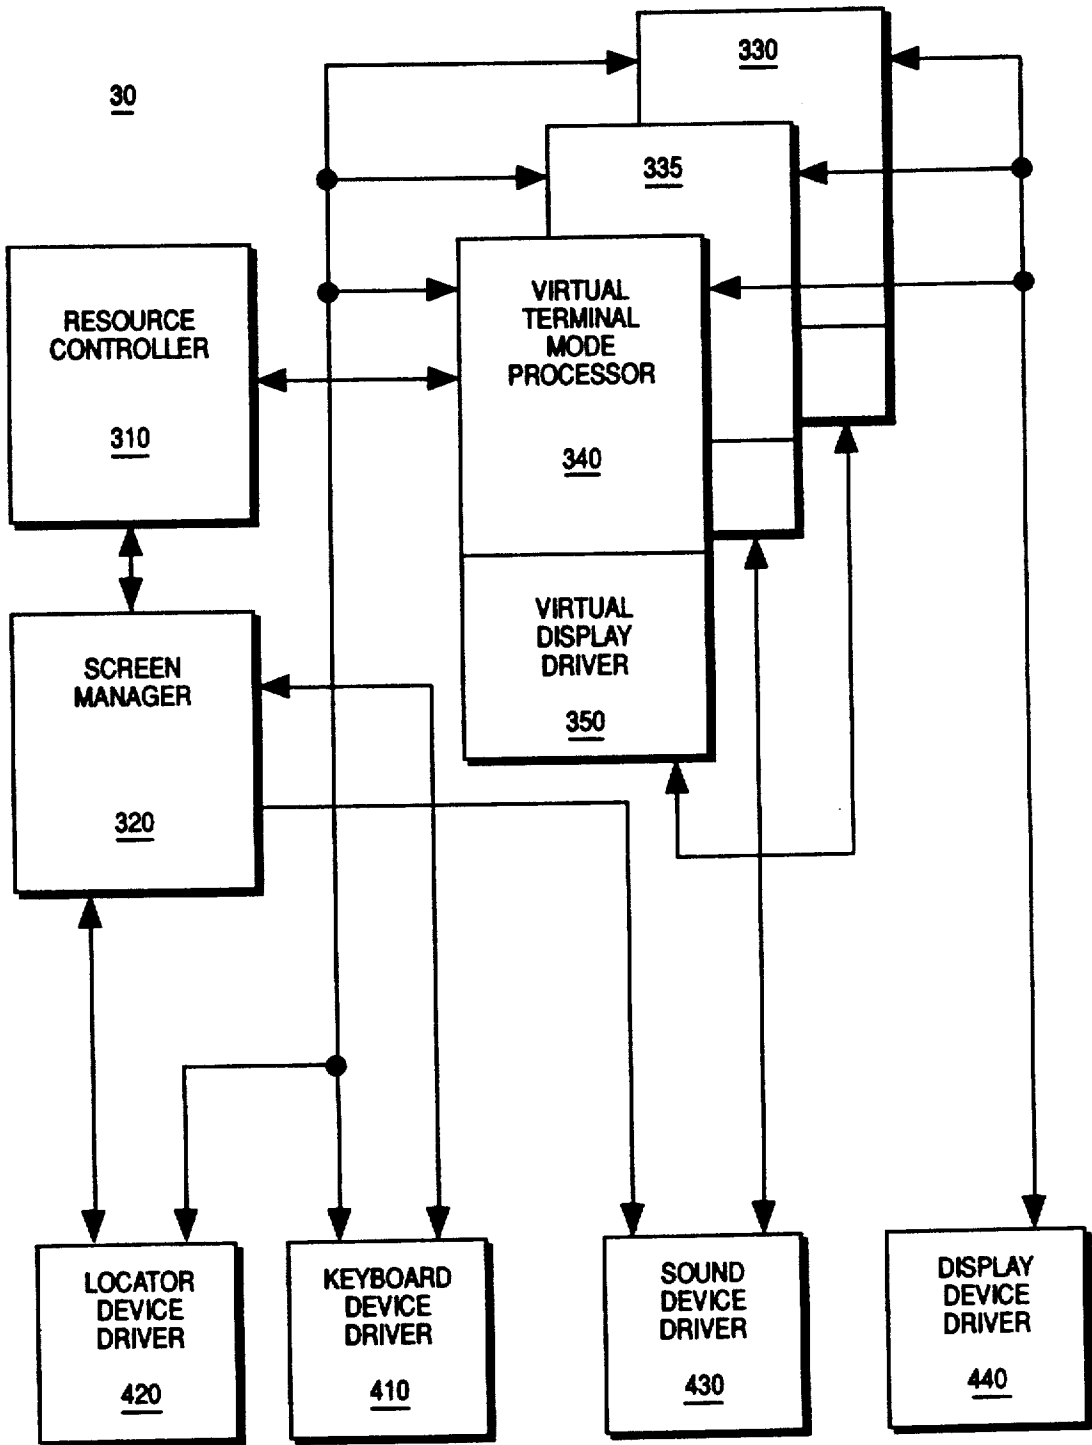 30
330
335
RESOURCE
CONTROLLER
310
VIRTUAL
TERMINAL
MODE
PROCESSOR
340
VIRTUAL
DISPLAY
DRIVER
350
SCREEN
MANAGER
320
LOCATOR
DEVICE
DRIVER
420
KEYBOARD
DEVICE
DRIVER
410
SOUND
DEVICE
DRIVER
430
DISPLAY
DEVICE
DRIVER
440